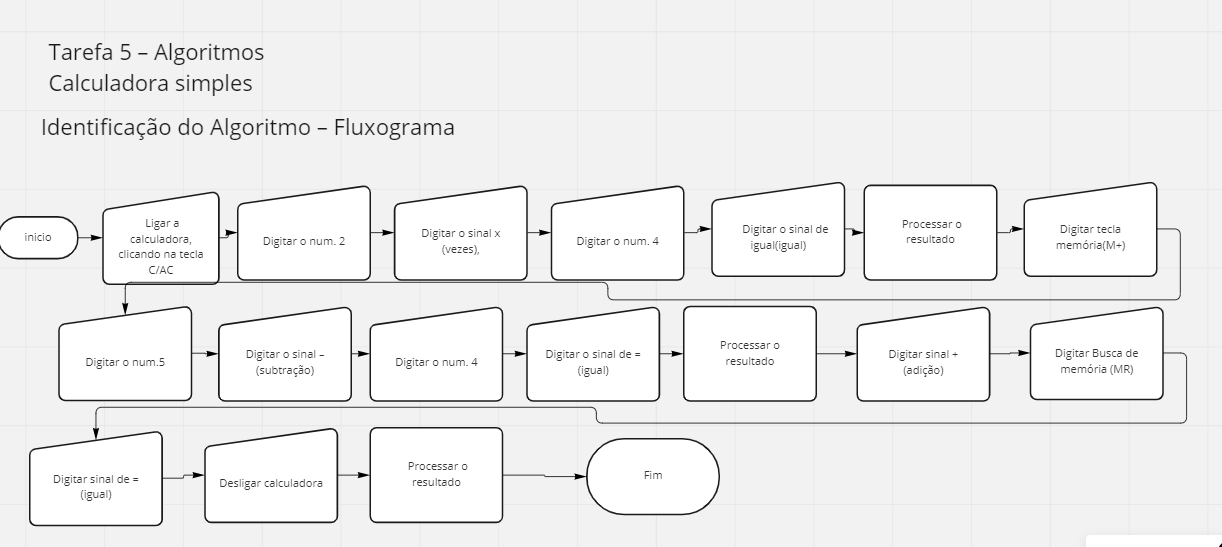 Tarefa 5 – Algoritmos
Calculadora simples
Identificação do Algoritmo – Fluxograma
inicio
Ligar a
calculadora,
clicando na tecla
C/AC
Digitar o num. 2
Digitar o sinal x
(vezes),
Digitar o num. 4
Digitar o sinal de
igual(igual)
Processar o
resultado
Digitar tecla
memória(M+)
Digitar o num.5
Digitar o sinal –
(subtração)
Digitar o num. 4
Digitar o sinal de =
(igual)
Processar o
resultado
Digitar sinal +
(adição)
Digitar Busca de
memória (MR)
Digitar sinal de =
(igual)
Desligar calculadora
Processar o
resultado
Fim